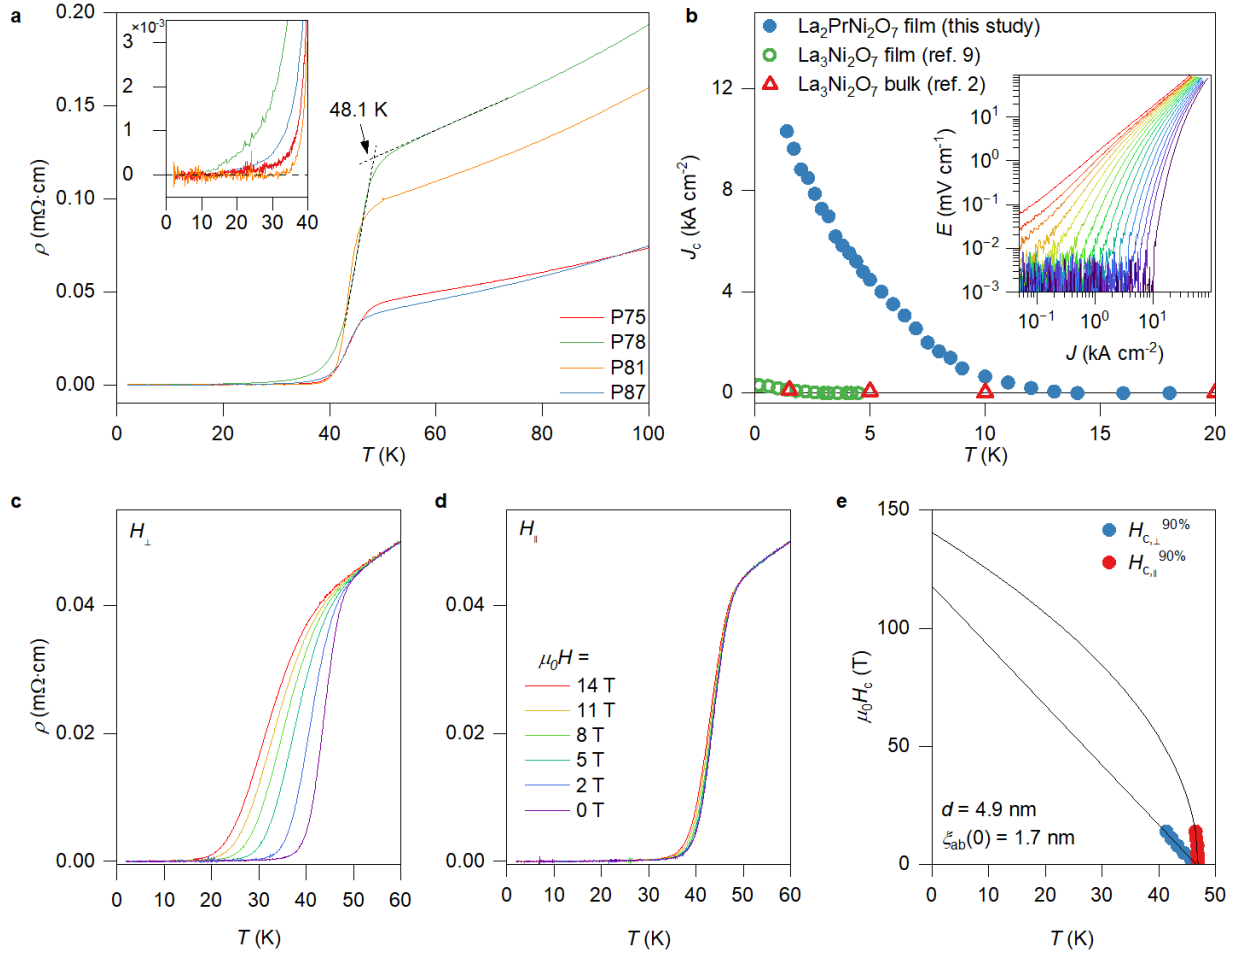 a
0.20
0.15
0.10
0.05
0.00
ρ (mΩ·cm)
0 20 40 60 80 100
T (K)
×10⁻³
3
2
1
0
0 10 20 30 40
48.1 K
P75
P78
P81
P87
b
La₂PrNi₂O₇ film (this study)
La₃Ni₂O₇ film (ref. 9)
La₃Ni₂O₇ bulk (ref. 2)
12
8
4
0
J_c (kA cm⁻²)
0 5 10 15 20
T (K)
10¹
10⁰
10⁻¹
10⁻²
10⁻³
E (mV cm⁻¹)
10⁻¹ 10⁰ 10¹
J (kA cm⁻²)
c
H⊥
0.04
0.02
0.00
ρ (mΩ·cm)
0 10 20 30 40 50 60
T (K)
d
H∥
0.04
0.02
0.00
μ₀H =
14 T
11 T
8 T
5 T
2 T
0 T
0 10 20 30 40 50 60
T (K)
e
150
100
50
0
μ₀H_c (T)
H_c,⊥ 90%
H_c,∥ 90%
d = 4.9 nm
ξ_ab(0) = 1.7 nm
0 10 20 30 40 50
T (K)